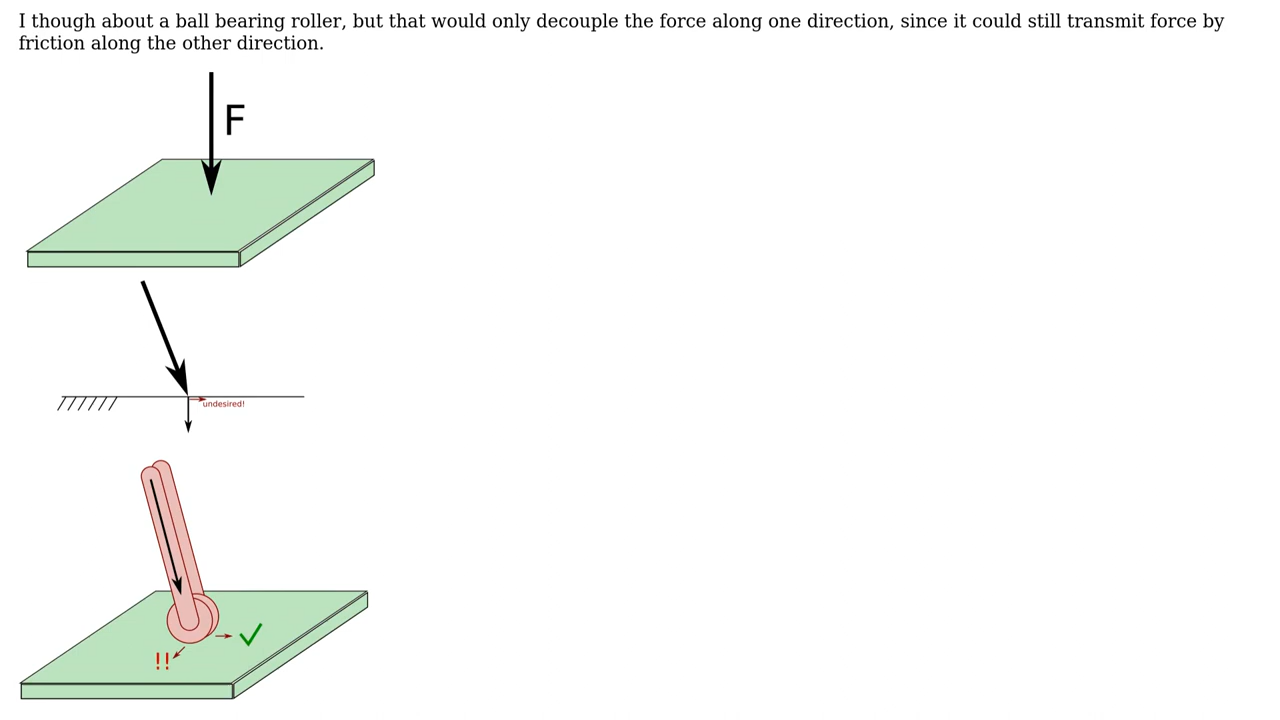 I though about a ball bearing roller, but that would only decouple the force along one direction, since it could still transmit force by
friction along the other direction.
F
undesired!
!!